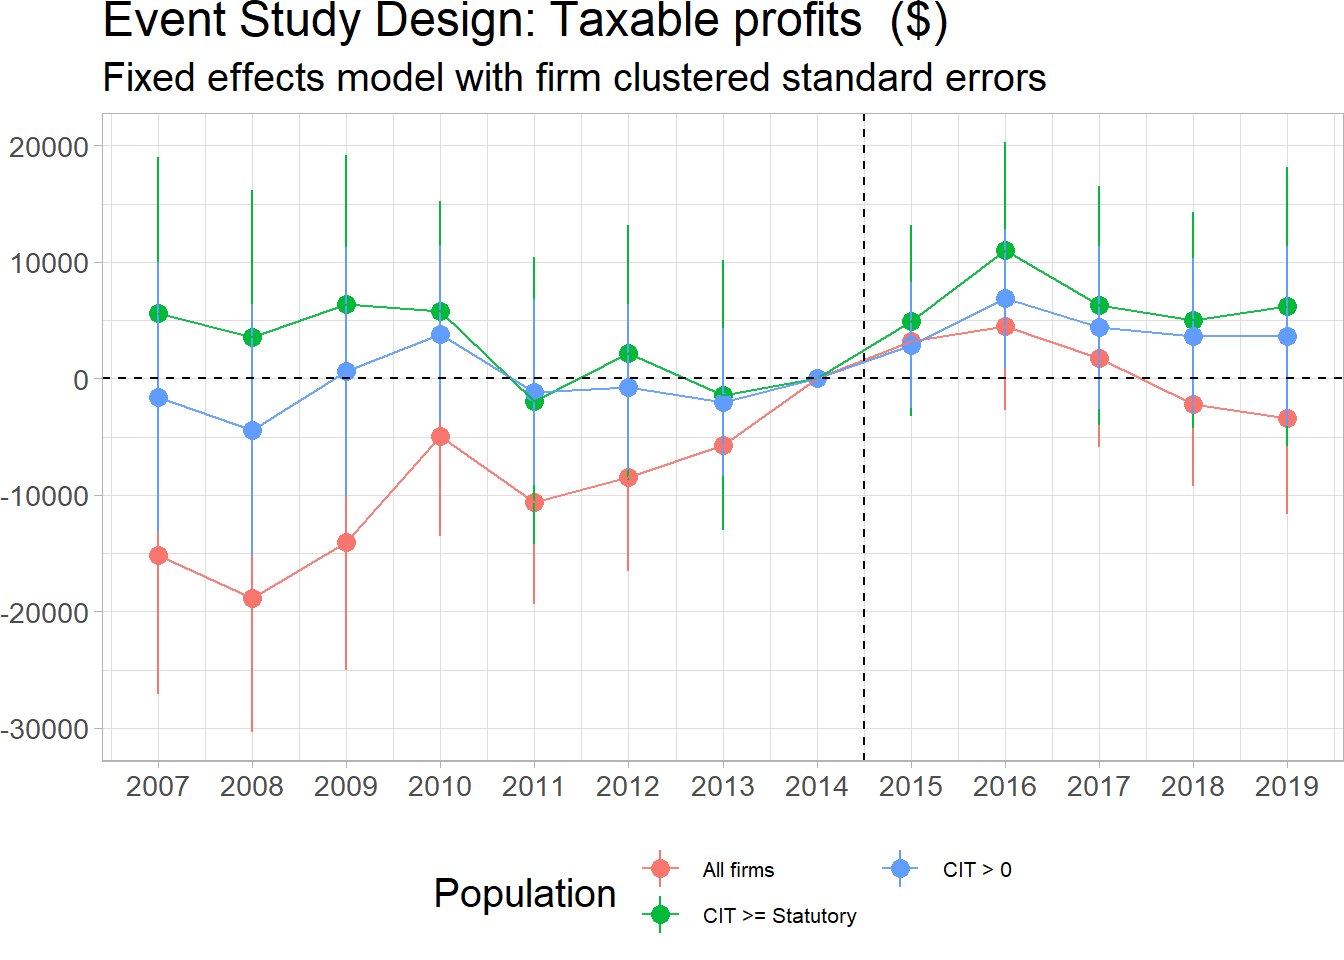 Event Study Design: Taxable profits  ($)
Fixed effects model with firm clustered standard errors
20000
10000
0
-10000
-20000
-30000
2007 2008 2009 2010 2011 2012 2013 2014 2015 2016 2017 2018 2019
Population
All firms
CIT >= Statutory
CIT > 0